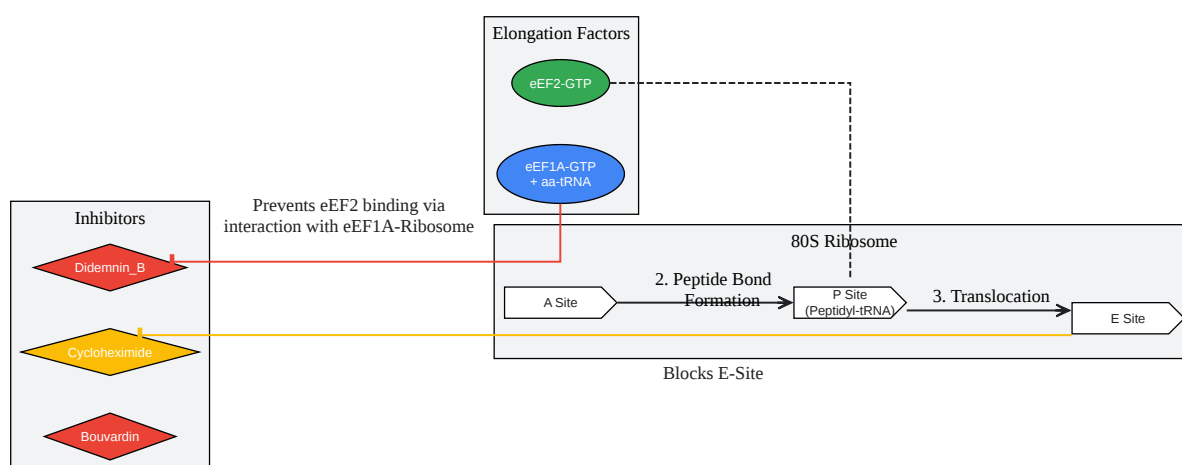 Elongation Factors
eEF2-GTP
eEF1A-GTP
+ aa-tRNA
Prevents eEF2 binding via
interaction with eEF1A-Ribosome
Inhibitors
Didemnin_B
Cycloheximide
Bouvardin
80S Ribosome
2. Peptide Bond
Formation
A Site
P Site
(Peptidyl-tRNA)
3. Translocation
E Site
Blocks E-Site